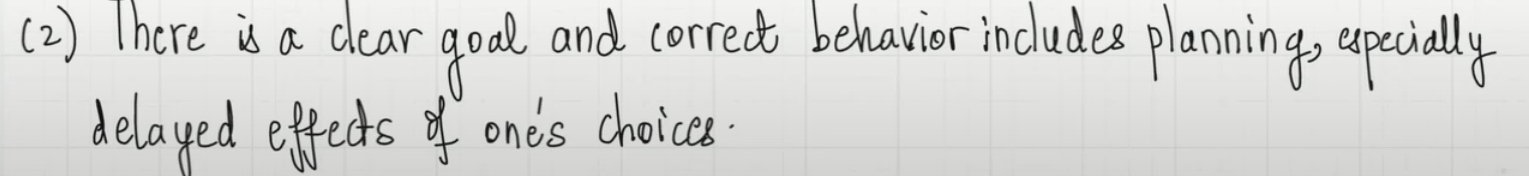 (2) There is a clear goal and correct behavior includes planning, especially
delayed effects of one's choices.